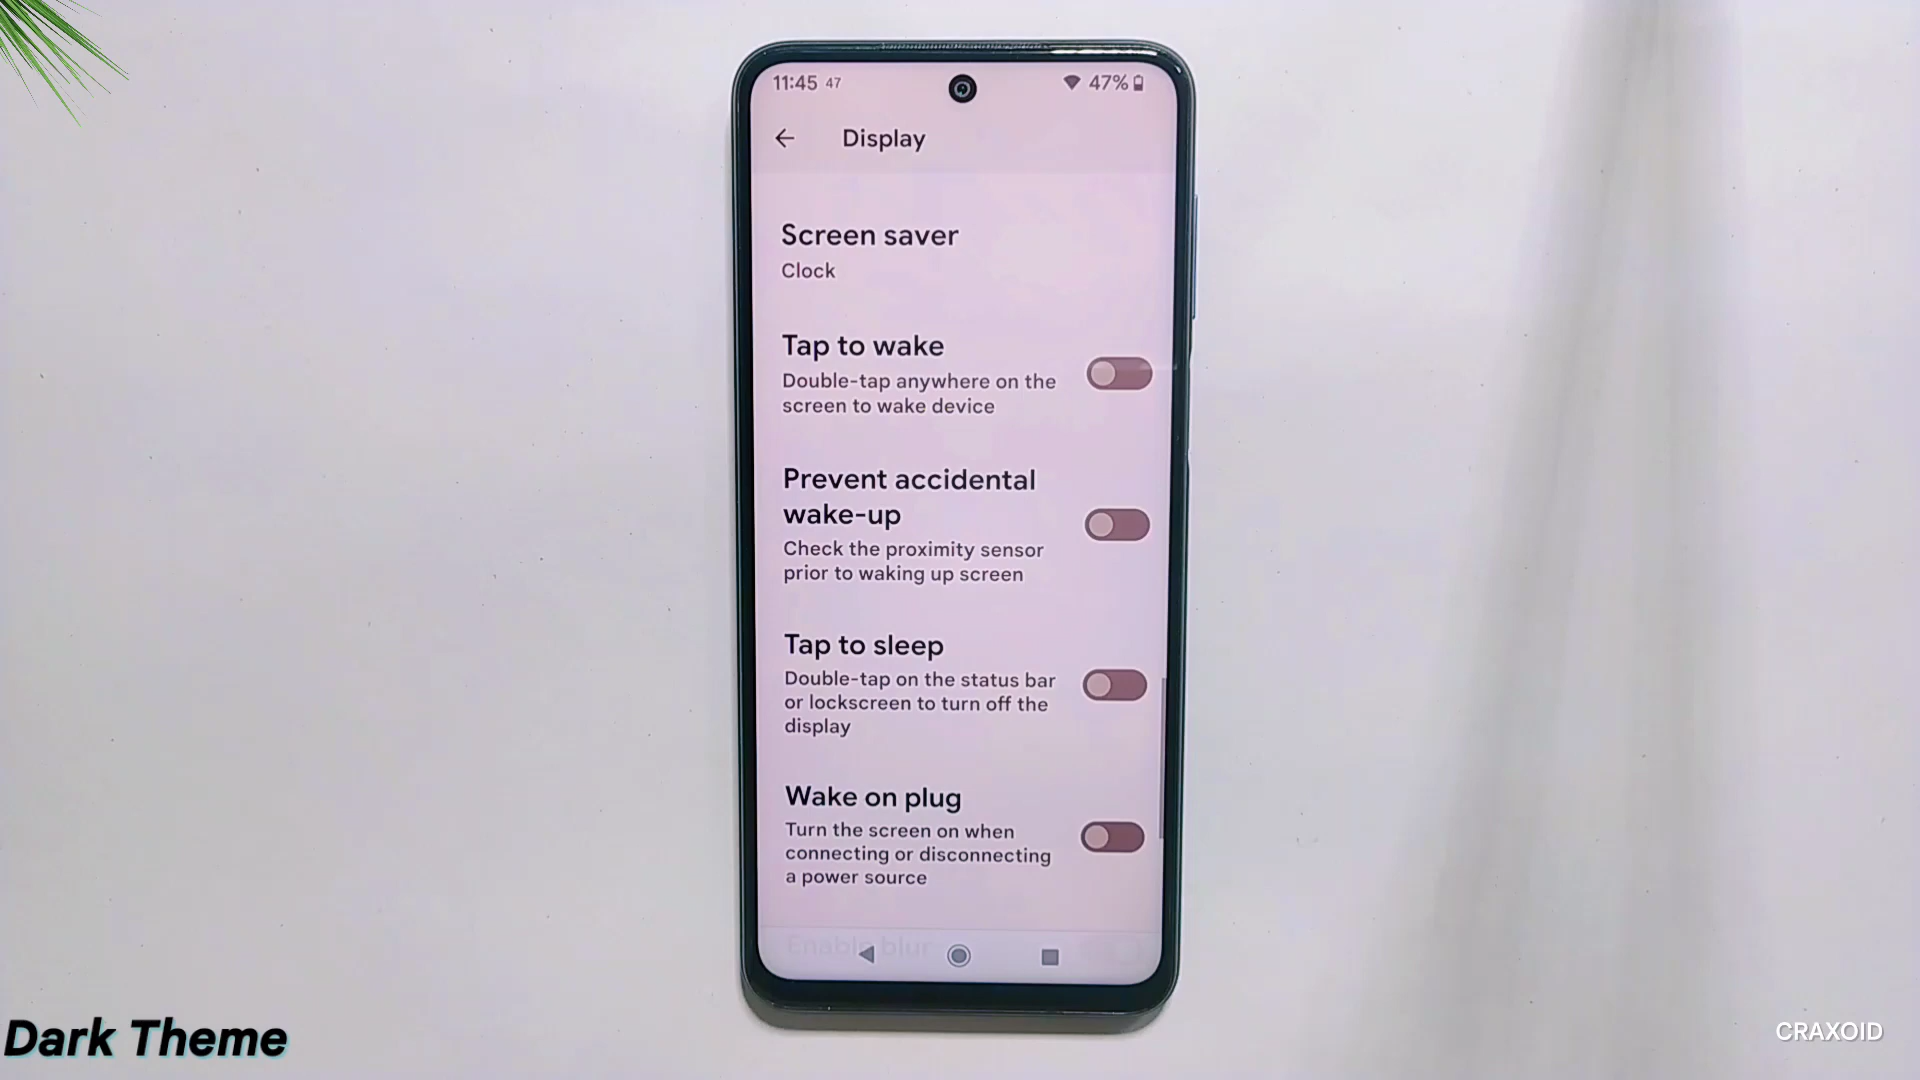 11:45 47
47%
Display
Screen saver
Clock
Tap to wake
Double-tap anywhere on the
screen to wake device
Prevent accidental
wake-up
Check the proximity sensor
prior to waking up screen
Tap to sleep
Double-tap on the status bar
or lockscreen to turn off the
display
Wake on plug
Turn the screen on when
connecting or disconnecting
a power source
Enable blur
Dark Theme
CRAXOID